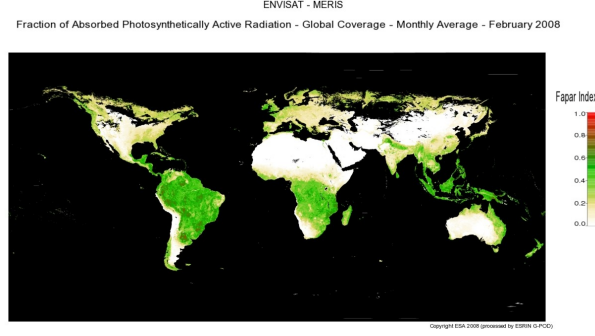 ENVISAT - MERIS
Fraction of Absorbed Photosynthetically Active Radiation - Global Coverage - Monthly Average - February 2008
Fapar Index
1.0
0.8
0.6
0.4
0.2
0.0
Copyright ESA 2008 (processed by ESRIN G-POD)